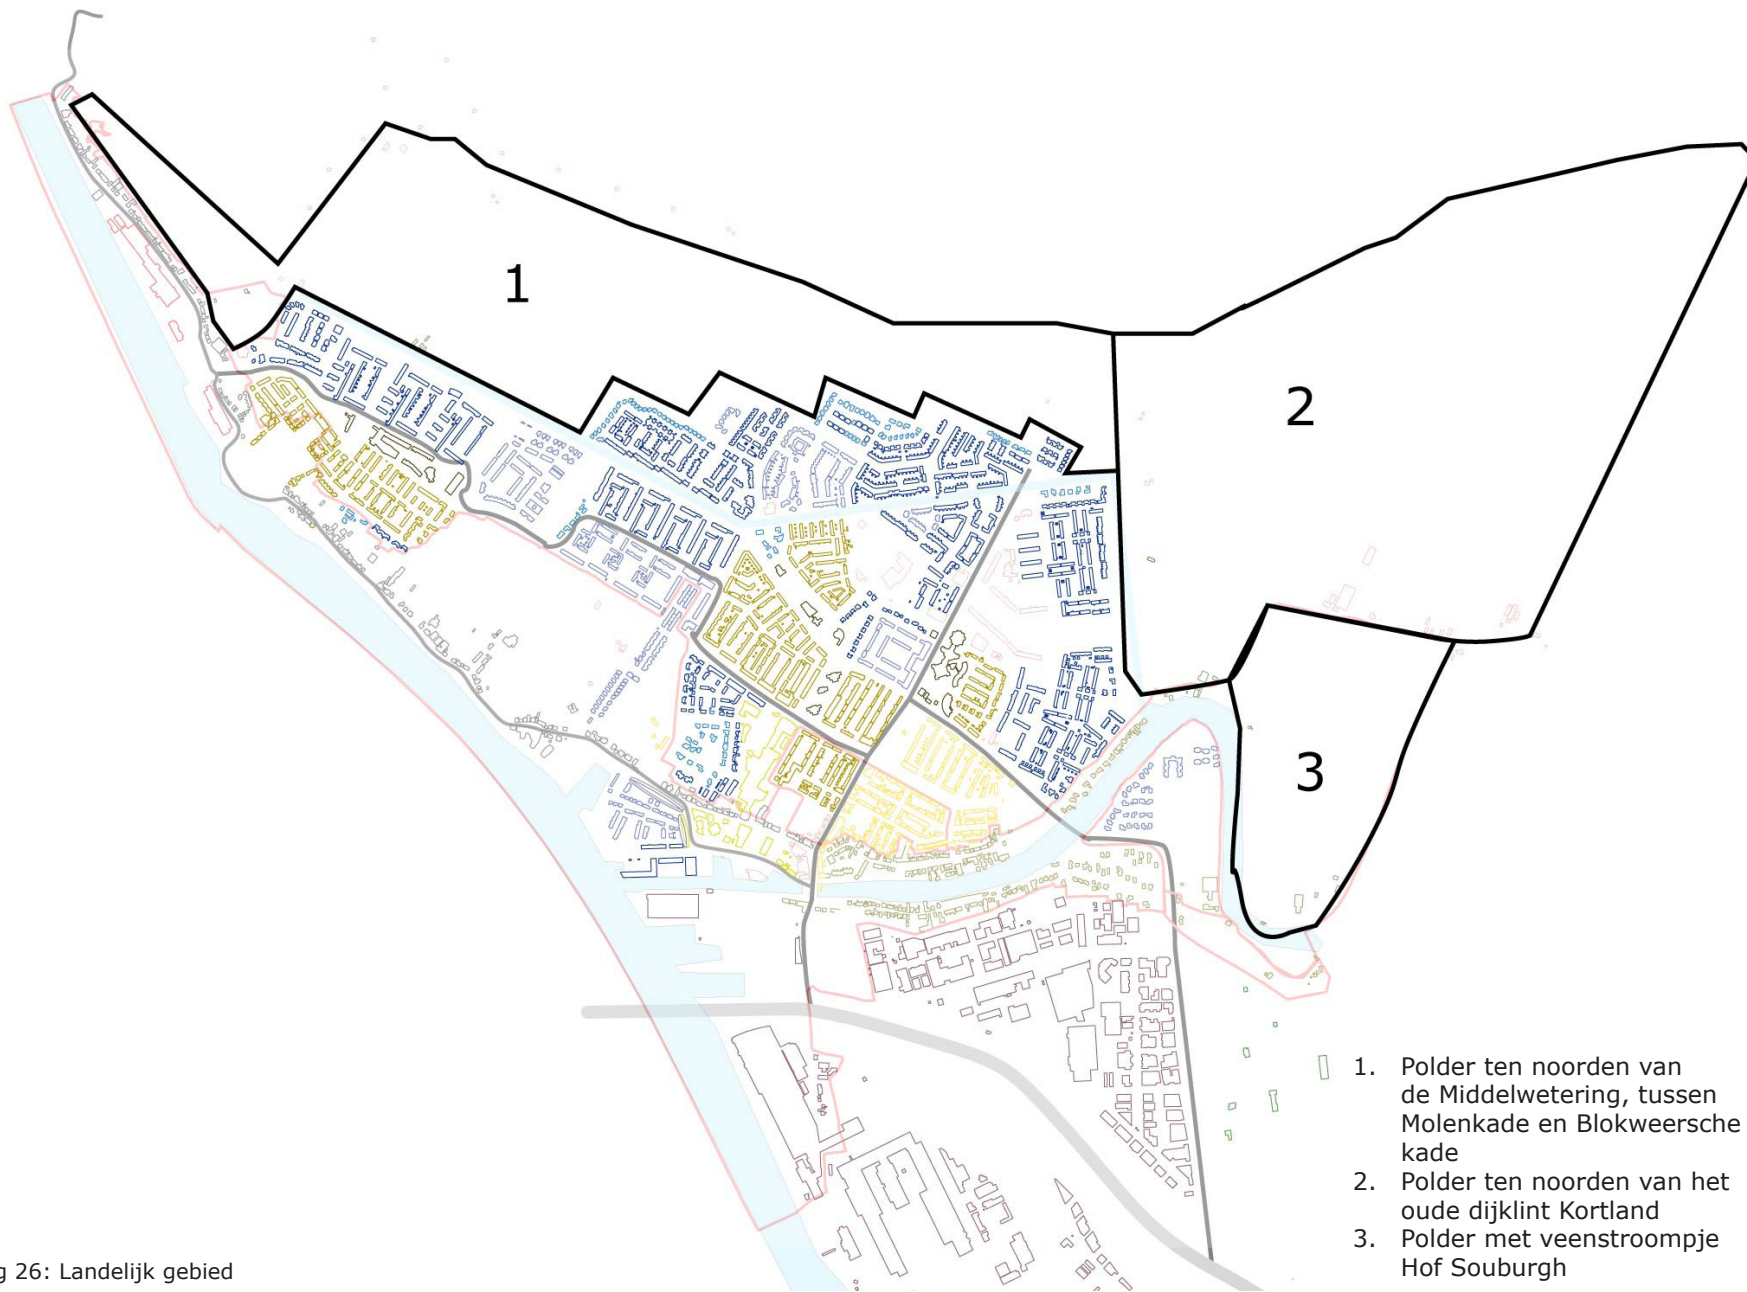 1
2
3
1. Polder ten noorden van
de Middelwetering, tussen
Molenkade en Blokweersche
kade
2. Polder ten noorden van het
oude dijklint Kortland
3. Polder met veenstroompje
Hof Souburgh
g 26: Landelijk gebied